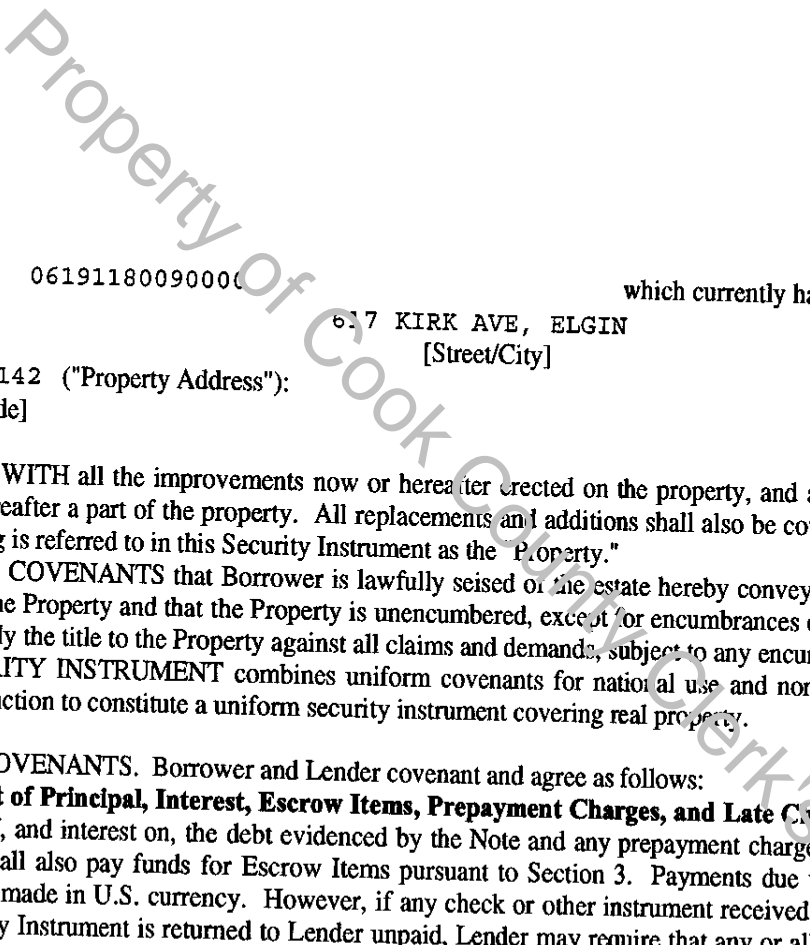 Property of Cook County Clerk's
06191180090000
which currently ha
617 KIRK AVE, ELGIN
[Street/City]
142 ("Property Address"):
de]
WITH all the improvements now or hereafter erected on the property, and a
eafter a part of the property. All replacements and additions shall also be cov
g is referred to in this Security Instrument as the "Property."
COVENANTS that Borrower is lawfully seised of the estate hereby convey
ne Property and that the Property is unencumbered, except for encumbrances o
ly the title to the Property against all claims and demands, subject to any encum
RITY INSTRUMENT combines uniform covenants for national use and non
iction to constitute a uniform security instrument covering real property.
OVENANTS. Borrower and Lender covenant and agree as follows:
t of Principal, Interest, Escrow Items, Prepayment Charges, and Late Ch
, and interest on, the debt evidenced by the Note and any prepayment charge
all also pay funds for Escrow Items pursuant to Section 3. Payments due
made in U.S. currency. However, if any check or other instrument received
y Instrument is returned to Lender unpaid, Lender may require that any or al